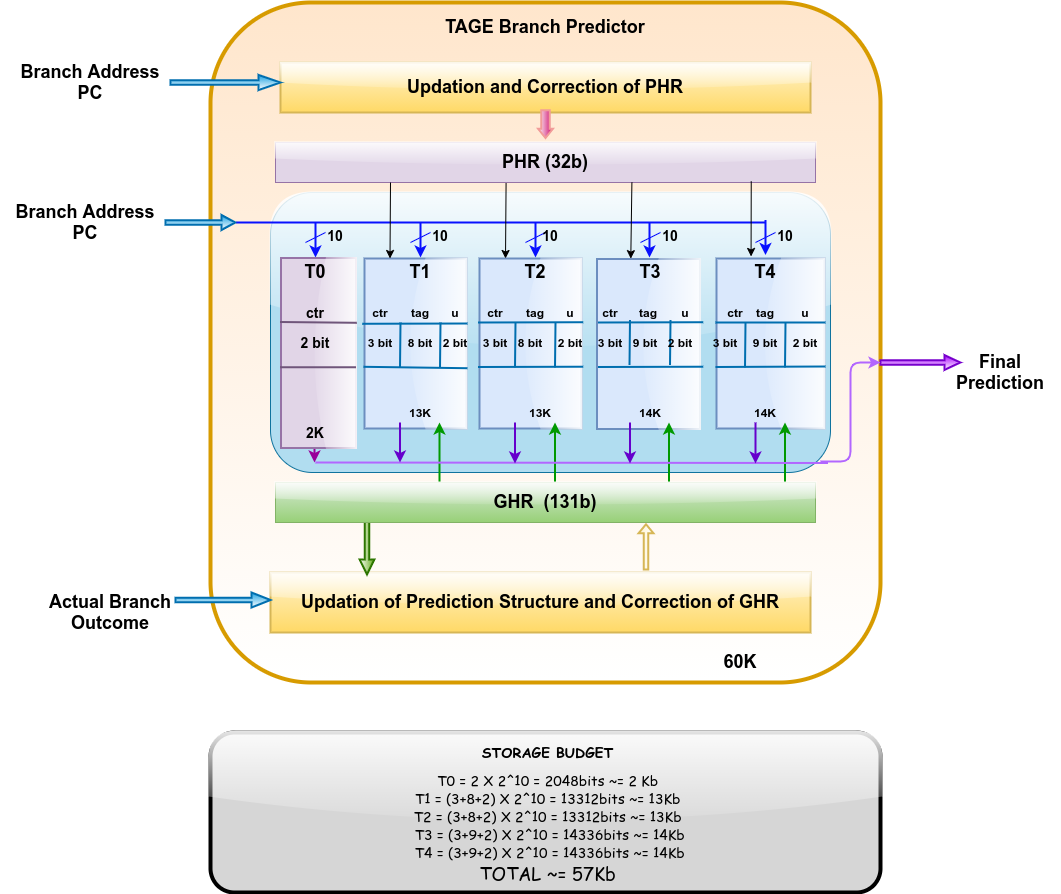 TAGE Branch Predictor
Branch Address
PC
Updation and Correction of PHR
PHR (32b)
Branch Address
PC
10 10 10 10 10
T0 T1 T2 T3 T4
ctr ctr tag u ctr tag u ctr tag u ctr tag u
2 bit 3 bit 8 bit 2 bit 3 bit 8 bit 2 bit 3 bit 9 bit 2 bit 3 bit 9 bit 2 bit
Final
Prediction
13K 13K 14K 14K
2K
GHR (131b)
Actual Branch
Outcome
Updation of Prediction Structure and Correction of GHR
60K
STORAGE BUDGET
T0 = 2 X 2^10 = 2048bits ~= 2 Kb
T1 = (3+8+2) X 2^10 = 13312bits ~= 13Kb
T2 = (3+8+2) X 2^10 = 13312bits ~= 13Kb
T3 = (3+9+2) X 2^10 = 14336bits ~= 14Kb
T4 = (3+9+2) X 2^10 = 14336bits ~= 14Kb
TOTAL ~= 57Kb